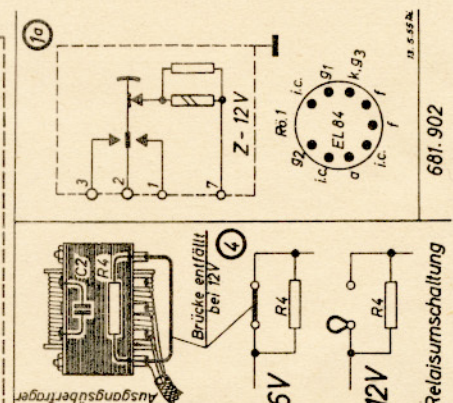 1a
3
2
1
7
Z - 12 V
Rö.1
i.c.
g1
k.g3
f
f
i.c.
a
i.c.
g2
EL 84
681. 902
Ausgangsübertrager
C2
R4
Brücke entfällt
bei 12V
4
R4
6V
R4
12V
Relaisumschaltung